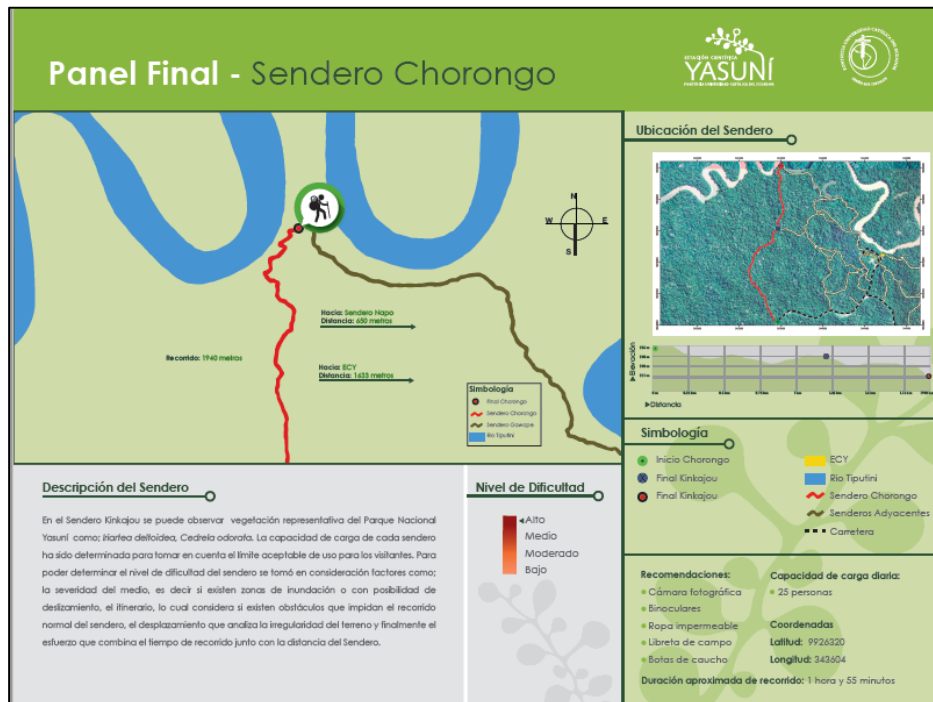 Panel Final - Sendero Chorongo
ESTACIÓN CIENTÍFICA
YASUNÍ
PONTIFICIA UNIVERSIDAD CATÓLICA DEL ECUADOR
N
W E
S
Hacia: Sendero Napo
Distancia: 650 metros
Recorrido: 1940 metros
Hacia: ECY
Distancia: 1633 metros
Simbología
Final Chorongo
Sendero Chorongo
Río Tiputini
Ubicación del Sendero
Elevación
Distancia
Simbología
Inicio Chorongo
Final Kinkajou
Final Kinkajou
ECY
Río Tiputini
Sendero Chorongo
Senderos Adyacentes
Carretera
Descripción del Sendero
En el Sendero Kinkajou se puede observar vegetación representativa del Parque Nacional
Yasuní como; Iriartea deltoidea, Cedrela odorata. La capacidad de carga de cada sendero
ha sido determinada para tomar en cuenta el límite aceptable de uso para los visitantes. Para
poder determinar el nivel de dificultad del sendero se tomó en consideración factores como;
la severidad del medio, es decir si existen zonas de inundación o con posibilidad de
deslizamiento, el itinerario, lo cual considera si existen obstáculos que impidan el recorrido
normal del sendero, el desplazamiento que analiza la irregularidad del terreno y finalmente el
esfuerzo que combina el tiempo de recorrido junto con la distancia del Sendero.
Nivel de Dificultad
Alto
Medio
Moderado
Bajo
Recomendaciones:
Cámara fotográfica
Binoculares
Ropa impermeable
Libreta de campo
Botas de caucho
Capacidad de carga diaria:
25 personas
Coordenadas
Latitud: 9926320
Longitud: 343604
Duración aproximada de recorrido: 1 hora y 55 minutos